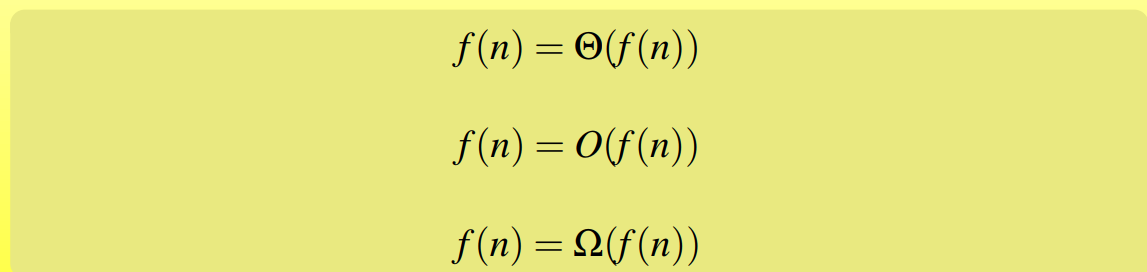 f(n) = Θ(f(n))
f(n) = O(f(n))
f(n) = Ω(f(n))